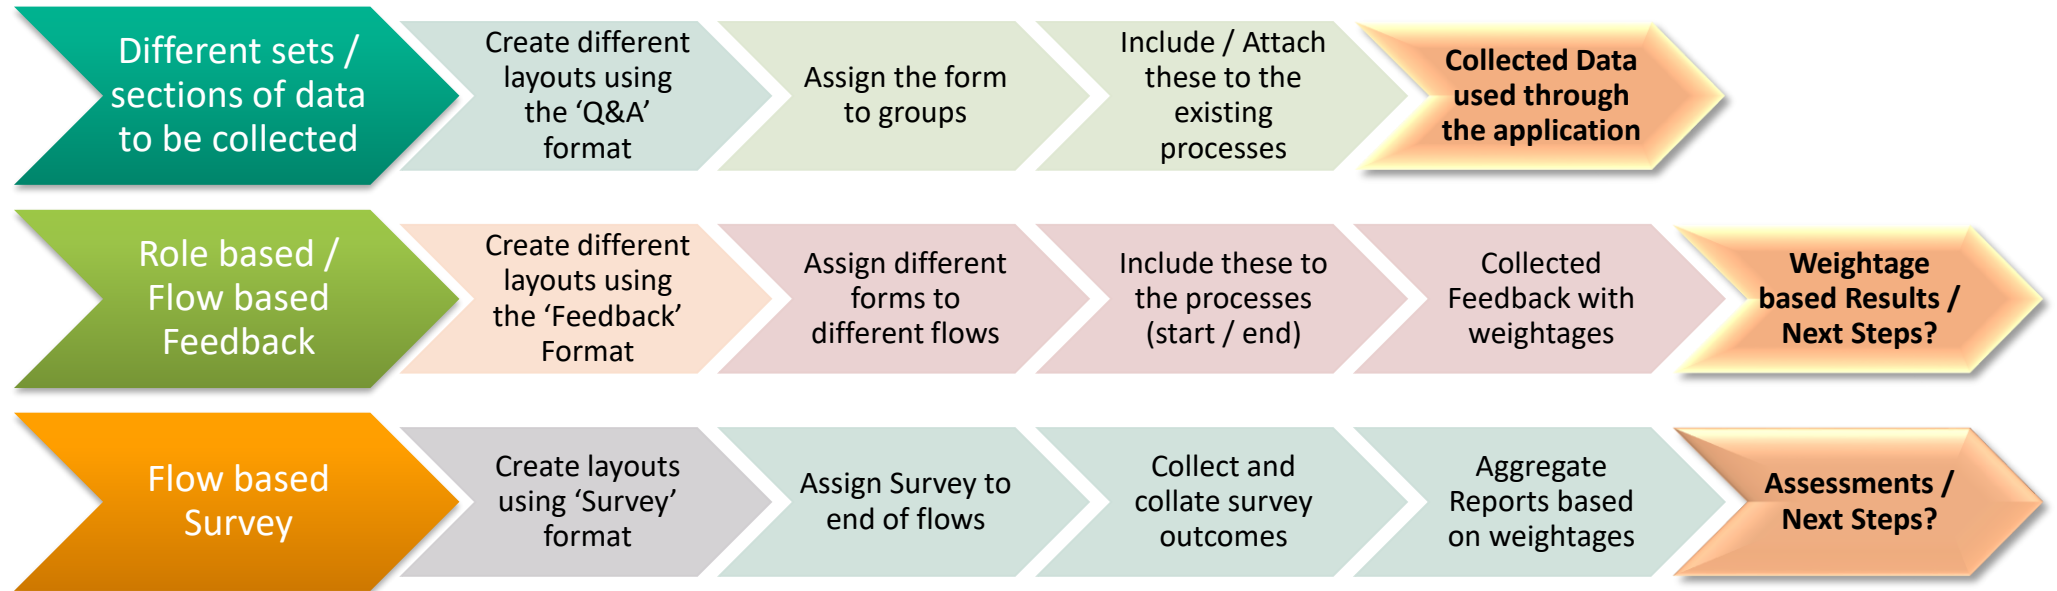 Different sets /
sections of data
to be collected
Create different
layouts using
the ‘Q&A’
format
Assign the form
to groups
Include / Attach
these to the
existing
processes
Collected Data
used through
the application
Role based /
Flow based
Feedback
Create different
layouts using
the ‘Feedback’
Format
Assign different
forms to
different flows
Include these to
the processes
(start / end)
Collected
Feedback with
weightages
Weightage
based Results /
Next Steps?
Flow based
Survey
Create layouts
using ‘Survey’
format
Assign Survey to
end of flows
Collect and
collate survey
outcomes
Aggregate
Reports based
on weightages
Assessments /
Next Steps?